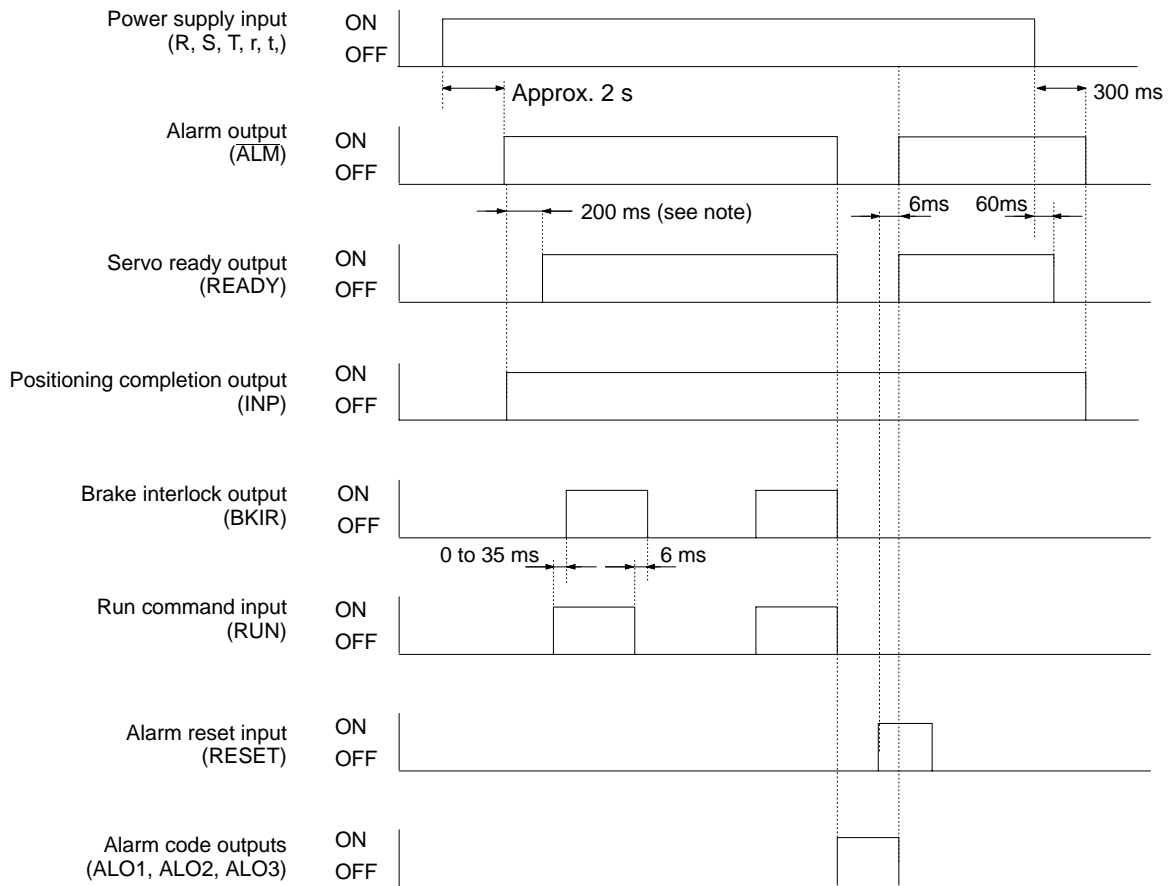 Power supply input
(R, S, T, r, t,)
ON
OFF
Approx. 2 s
300 ms
Alarm output
(ALM)
ON
OFF
200 ms (see note)
6ms
60ms
Servo ready output
(READY)
ON
OFF
Positioning completion output
(INP)
ON
OFF
Brake interlock output
(BKIR)
ON
OFF
0 to 35 ms
6 ms
Run command input
(RUN)
ON
OFF
Alarm reset input
(RESET)
ON
OFF
Alarm code outputs
(ALO1, ALO2, ALO3)
ON
OFF